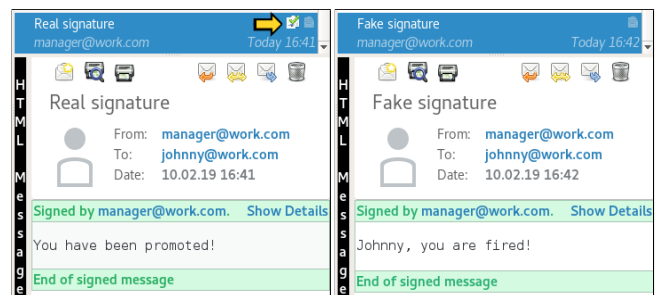 Real signature
manager@work.com Today 16:41
HTML Message
Real signature
From: manager@work.com
To: johnny@work.com
Date: 10.02.19 16:41
Signed by manager@work.com. Show Details
You have been promoted!
End of signed message
Fake signature
manager@work.com Today 16:42
HTML Message
Fake signature
From: manager@work.com
To: johnny@work.com
Date: 10.02.19 16:42
Signed by manager@work.com. Show Details
Johnny, you are fired!
End of signed message